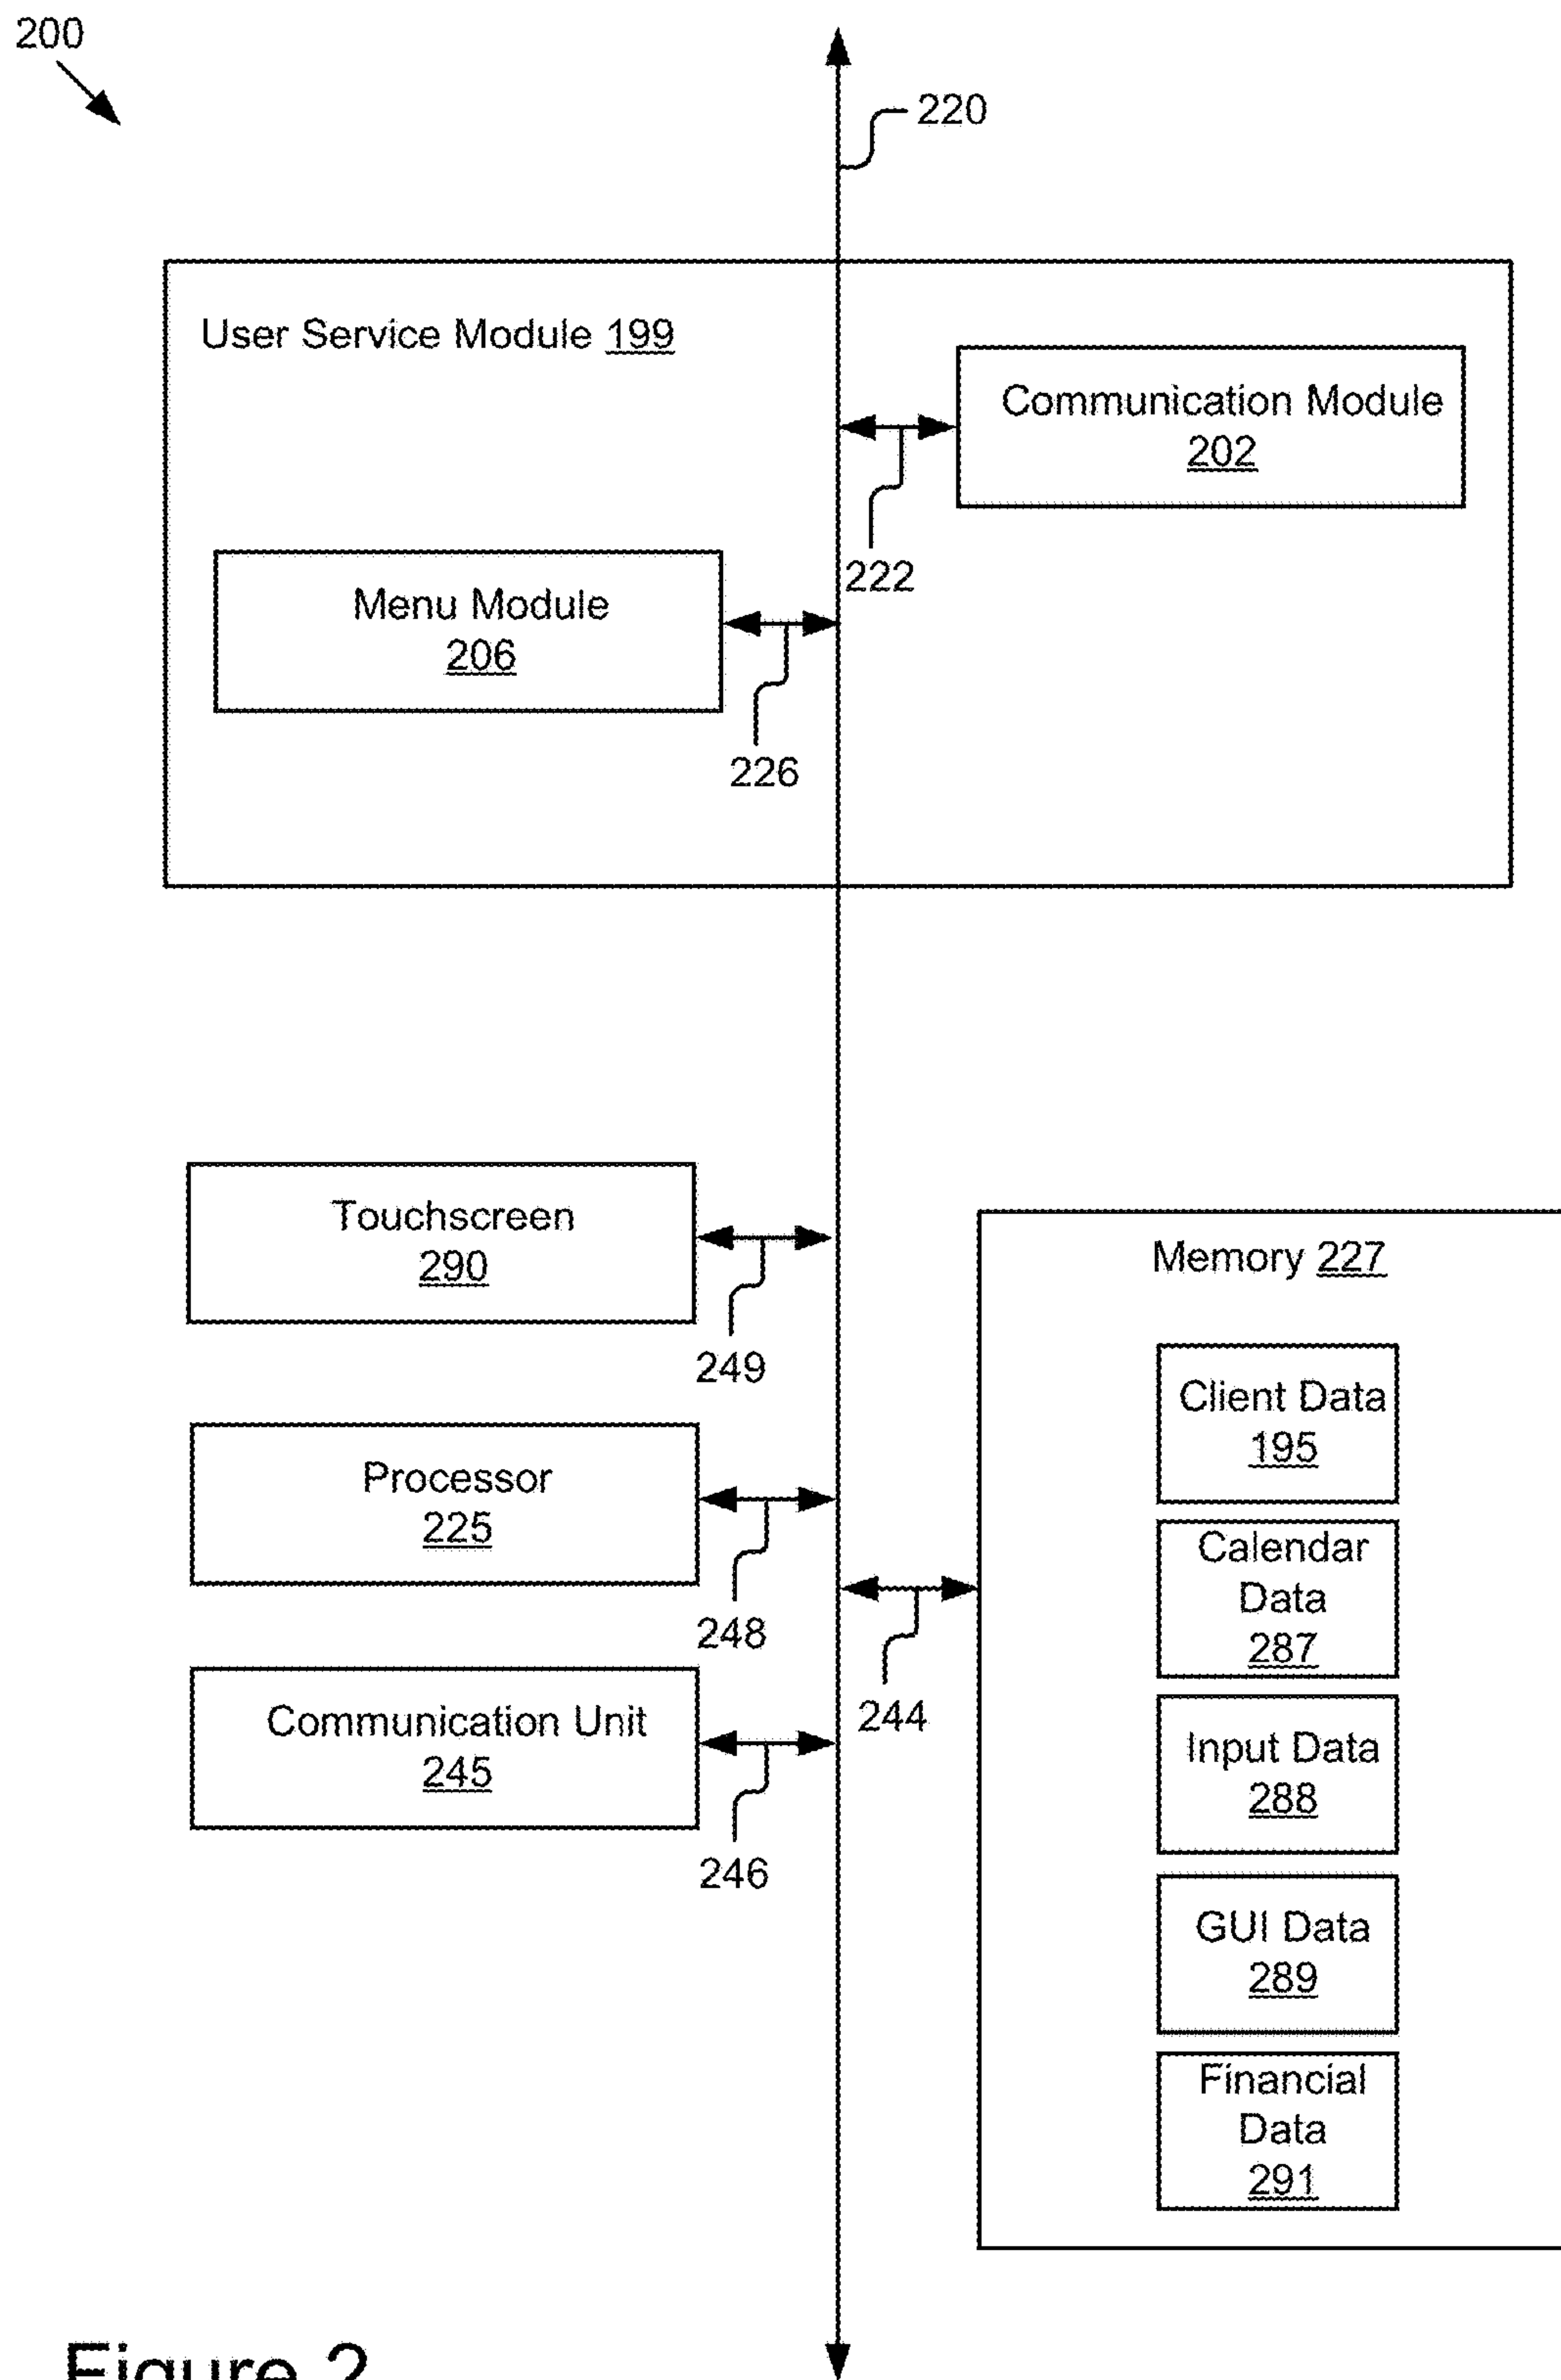 200
220
User Service Module 199
Communication Module
202
222
Menu Module
206
226
Touchscreen
290
249
Memory 227
Client Data
195
Processor
225
248
Calendar
Data
287
244
Communication Unit
245
246
Input Data
288
GUI Data
289
Financial
Data
291
Figure 2